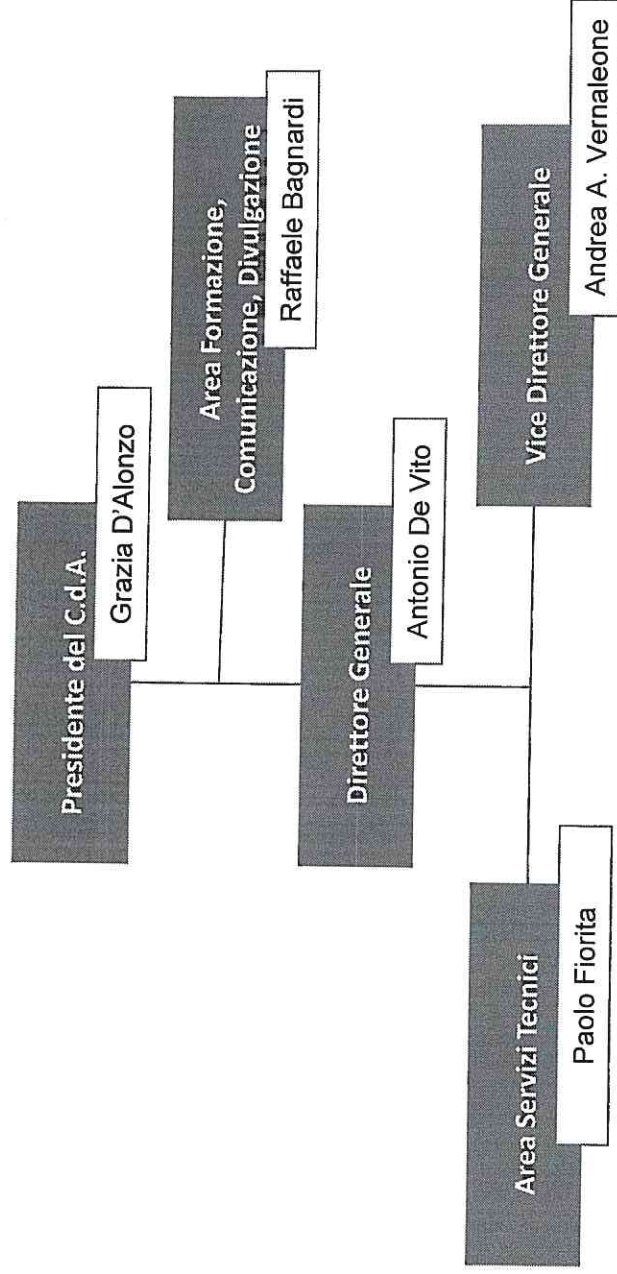 Presidente del C.d.A.
Grazia D'Alonzo
Area Formazione,
Comunicazione, Divulgazione
Raffaele Bagnardi
Direttore Generale
Antonio De Vito
Area Servizi Tecnici
Paolo Fiorita
Vice Direttore Generale
Andrea A. Vernaleone